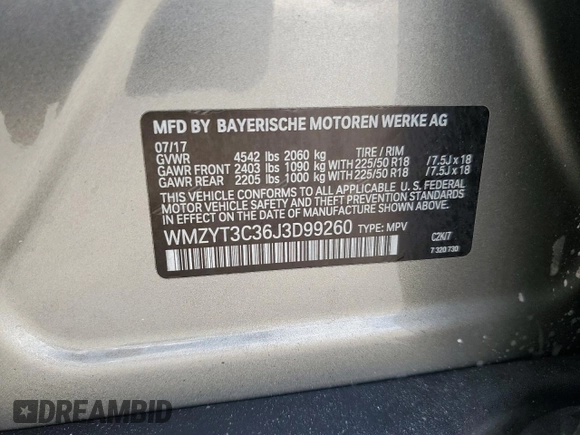 MFD BY BAYERISCHE MOTOREN WERKE AG
07/17 TIRE / RIM
GVWR 4542 lbs 2060 kg
GAWR FRONT 2403 lbs 1090 kg WITH 225/50 R18 /7.5J x 18
GAWR REAR 2205 lbs 1000 kg WITH 225/50 R18 /7.5J x 18
THIS VEHICLE CONFORMS TO ALL APPLICABLE U. S. FEDERAL
MOTOR VEHICLE SAFETY AND THEFT PREVENTION STANDARDS
IN EFFECT ON THE DATE OF MANUFACTURE SHOWN ABOVE.
WMZYT3C36J3D99260 TYPE: MPV
C2K/7
7 320 730
DREAMBID